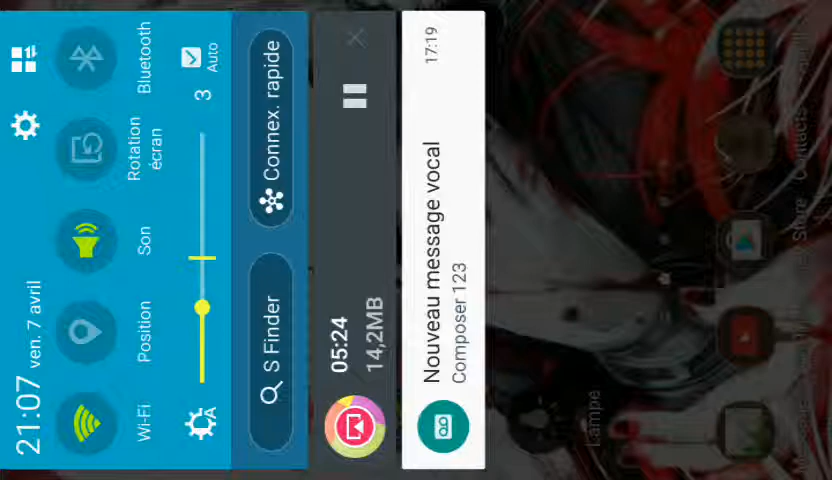 21:07 ven. 7 avril
Wi-Fi
Position
Son
Rotation
écran
Bluetooth
A
3
Auto
S Finder
Connex. rapide
05:24
14,2MB
Nouveau message vocal
17:19
Composer 123
Lampe
Store
Contacts